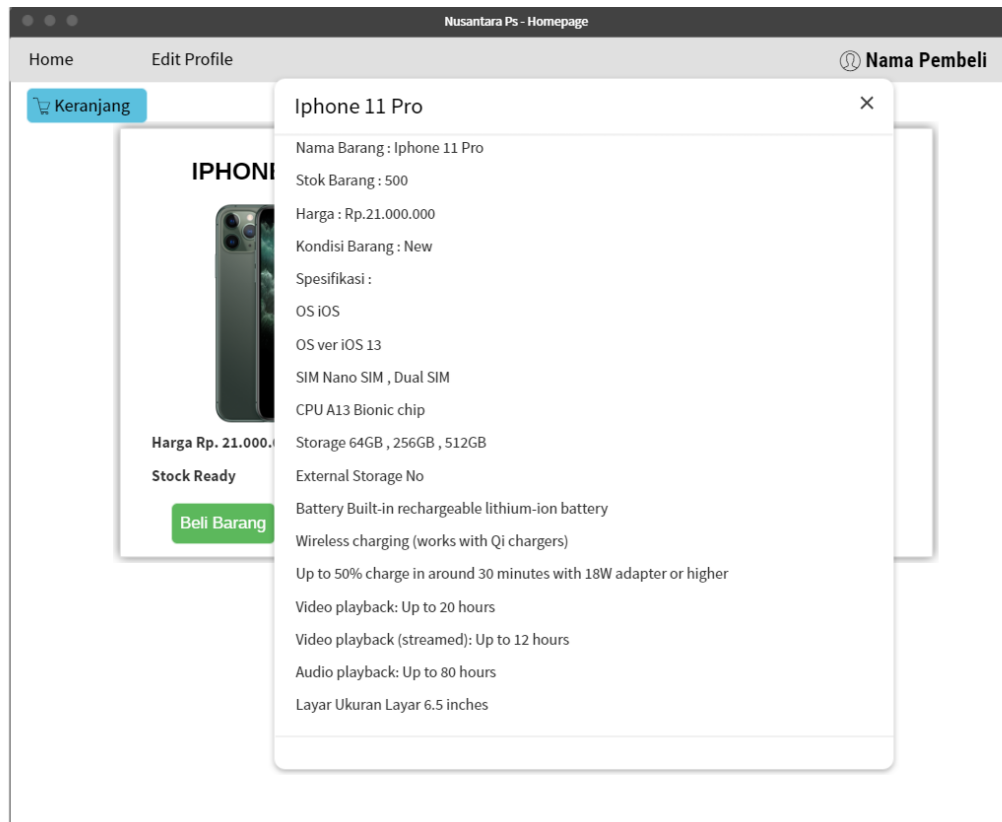 Nusantara Ps - Homepage
Home
Edit Profile
Nama Pembeli
Keranjang
Iphone 11 Pro
Nama Barang : Iphone 11 Pro
Stok Barang : 500
Harga : Rp.21.000.000
Kondisi Barang : New
Spesifikasi :
OS iOS
OS ver iOS 13
SIM Nano SIM , Dual SIM
CPU A13 Bionic chip
Storage 64GB , 256GB , 512GB
External Storage No
Battery Built-in rechargeable lithium-ion battery
Wireless charging (works with Qi chargers)
Up to 50% charge in around 30 minutes with 18W adapter or higher
Video playback: Up to 20 hours
Video playback (streamed): Up to 12 hours
Audio playback: Up to 80 hours
Layar Ukuran Layar 6.5 inches
Harga Rp. 21.000.
Stock Ready
Beli Barang